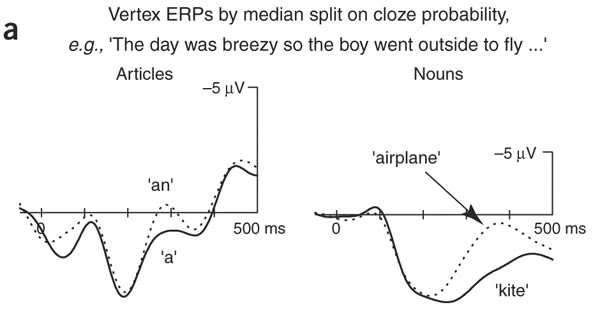 a
Vertex ERPs by median split on cloze probability,
e.g., 'The day was breezy so the boy went outside to fly ...'
Articles
Nouns
–5 μV
'an'
'a'
0
500 ms
–5 μV
'airplane'
0
500 ms
'kite'